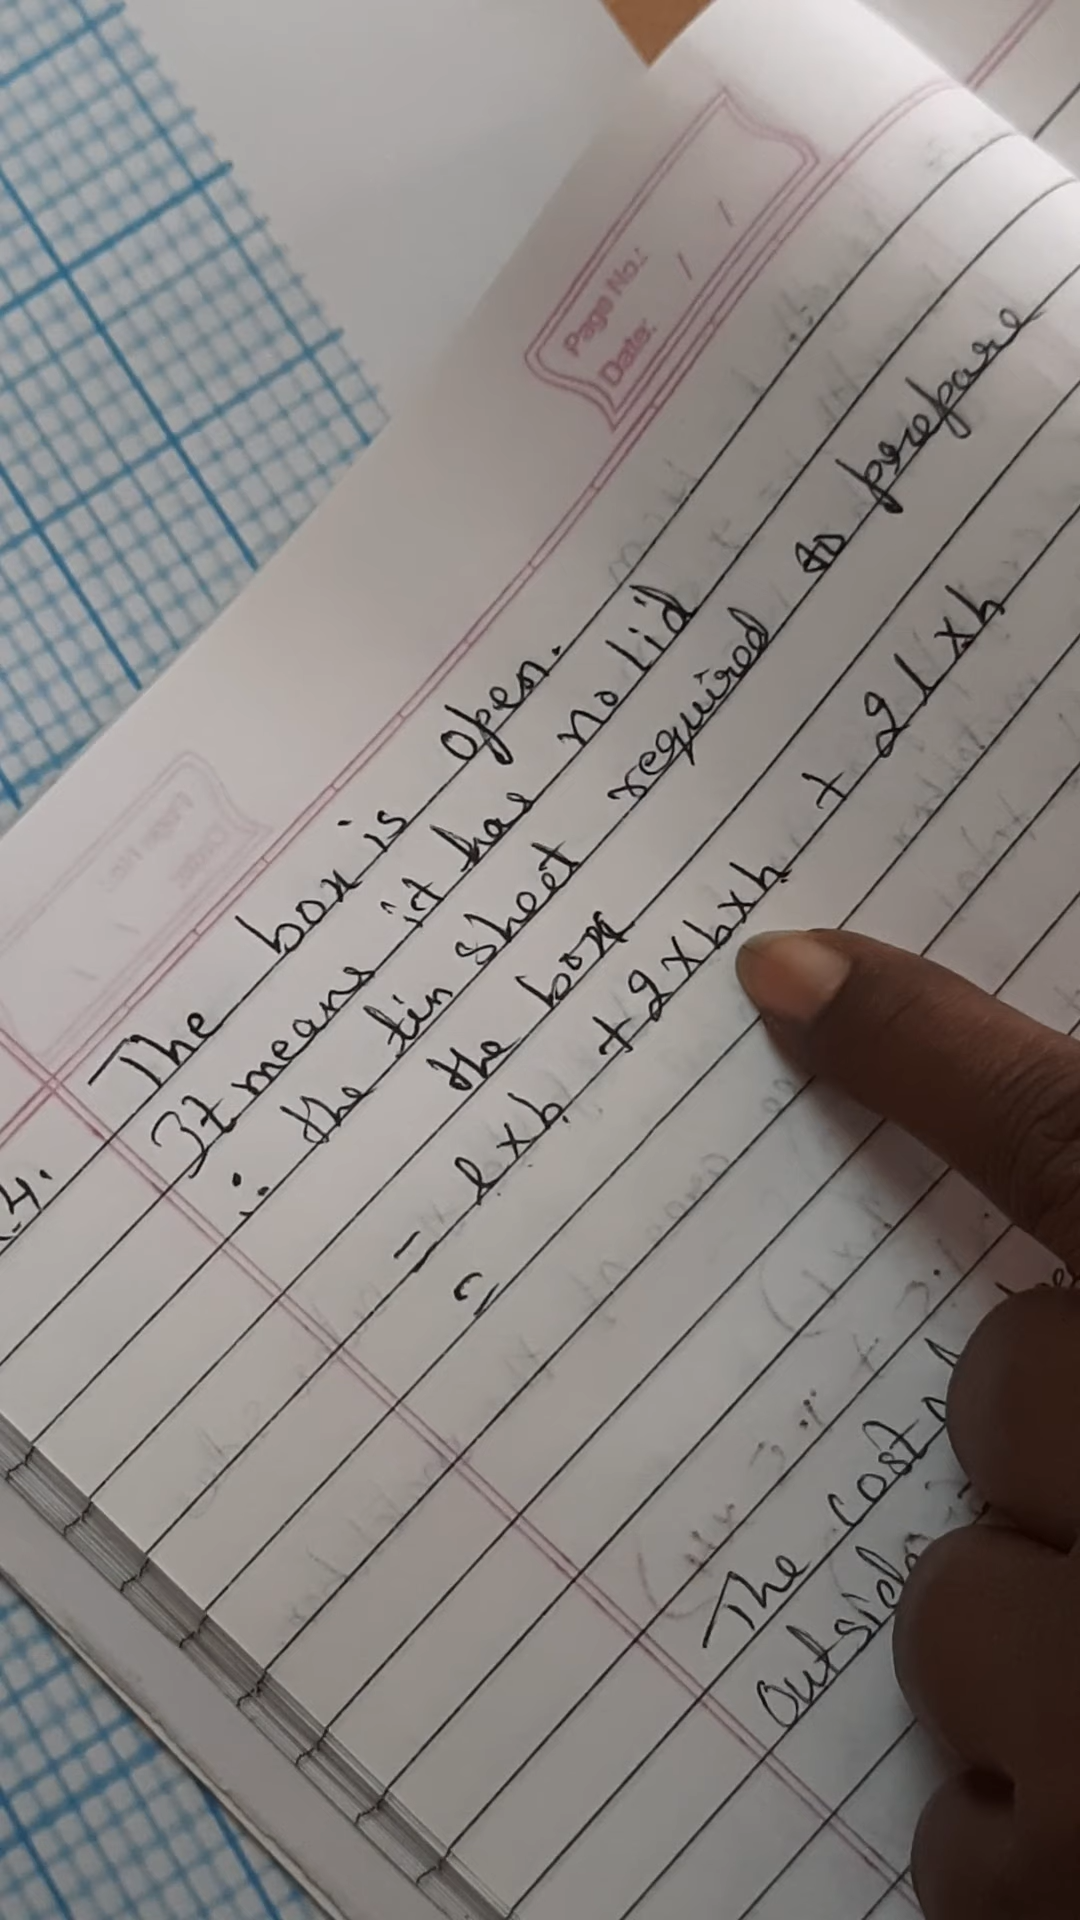 Page No.:
Date: / /
4. The box is open.
It means it has no lid
∴ the tin sheet required to prepare
the box
= l x b + 2 x b x h + 2 l x h
=
The cost
outside